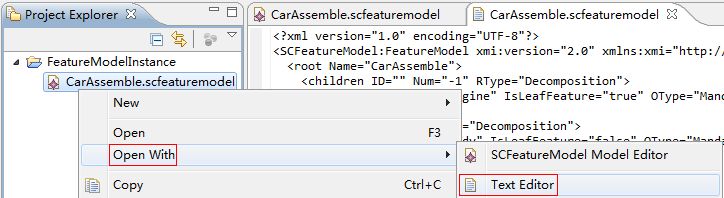 Project Explorer
FeatureModelInstance
CarAssemble.scfeaturemodel
CarAssemble.scfeaturemodel
CarAssemble.scfeaturemodel
<?xml version="1.0" encoding="UTF-8"?>
<SCFeatureModel:FeatureModel xmi:version="2.0" xmlns:xmi="http:/
<root Name="CarAssemble">
<children ID="" Num="-1" RType="Decomposition">
gine" IsLeafFeature="true" OType="Mand
"Decomposition">
IsLeafFeature="false" OType="Manda
New
Open F3
Open With
Copy Ctrl+C
SCFeatureModel Model Editor
Text Editor